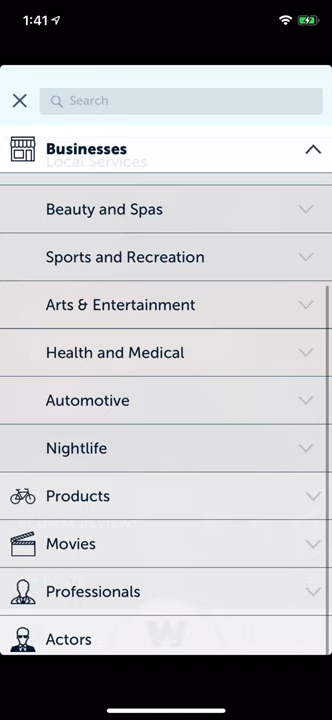 1:41
Search
Businesses
Local Services
Beauty and Spas
Sports and Recreation
Arts & Entertainment
Health and Medical
Automotive
Nightlife
Products
Movies
Professionals
W
Actors